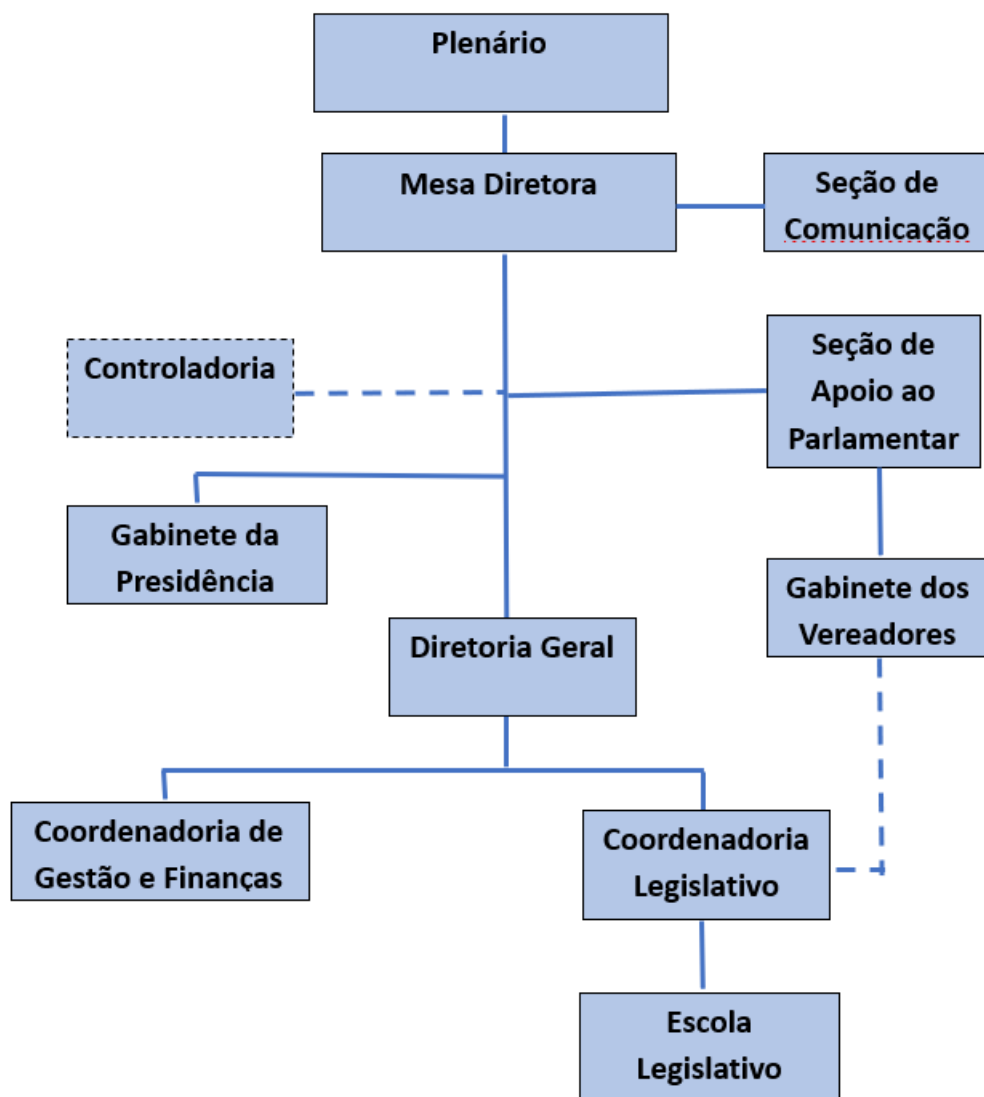 Plenário
Mesa Diretora
Seção de
Comunicação
Controladoria
Seção de
Apoio ao
Parlamentar
Gabinete da
Presidência
Gabinete dos
Vereadores
Diretoria Geral
Coordenadoria de
Gestão e Finanças
Coordenadoria
Legislativo
Escola
Legislativo